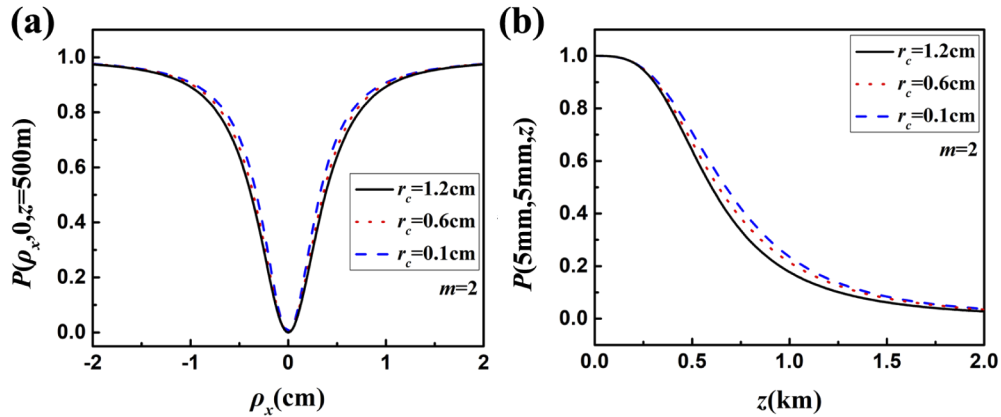 (a)
P(ρx,0,z=500m)
1.0
0.8
0.6
0.4
0.2
0.0
-2
-1
0
1
2
ρx(cm)
rc=1.2cm
rc=0.6cm
rc=0.1cm
m=2
(b)
P(5mm,5mm,z)
1.0
0.8
0.6
0.4
0.2
0.0
0.0
0.5
1.0
1.5
2.0
z(km)
rc=1.2cm
rc=0.6cm
rc=0.1cm
m=2